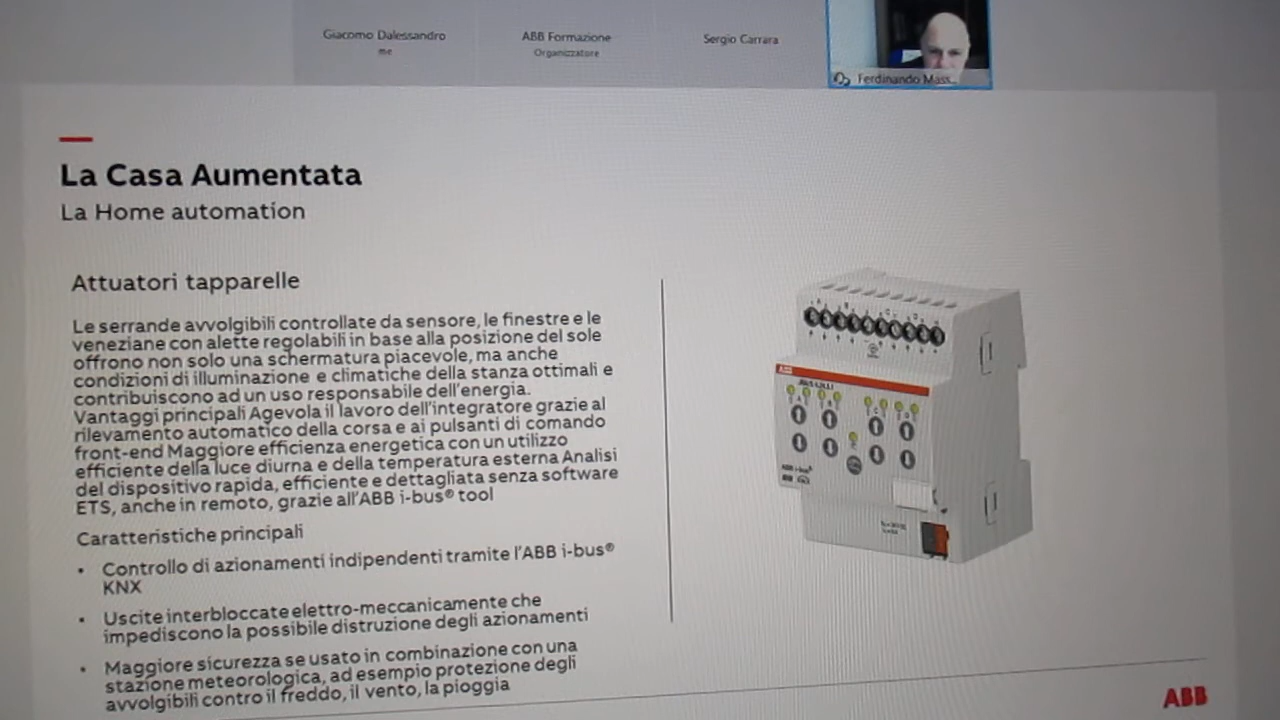 Giacomo Dalessandro
me
ABB Formazione
Organizzatore
Sergio Carrara
Ferdinando Mass...
La Casa Aumentata
La Home automation
Attuatori tapparelle
Le serrande avvolgibili controllate da sensore, le finestre e le
veneziane con alette regolabili in base alla posizione del sole
offrono non solo una schermatura piacevole, ma anche
condizioni di illuminazione e climatiche della stanza ottimali e
contribuiscono ad un uso responsabile dell'energia.
Vantaggi principali Agevola il lavoro dell'integratore grazie al
rilevamento automatico della corsa e ai pulsanti di comando
front-end Maggiore efficienza energetica con un utilizzo
efficiente della luce diurna e della temperatura esterna Analisi
del dispositivo rapida, efficiente e dettagliata senza software
ETS, anche in remoto, grazie all'ABB i-bus® tool
Caratteristiche principali
• Controllo di azionamenti indipendenti tramite l'ABB i-bus®
KNX
• Uscite interbloccate elettro-meccanicamente che
impediscono la possibile distruzione degli azionamenti
• Maggiore sicurezza se usato in combinazione con una
stazione meteorologica, ad esempio protezione degli
avvolgibili contro il freddo, il vento, la pioggia
ABB
ABB i-bus®
ABB